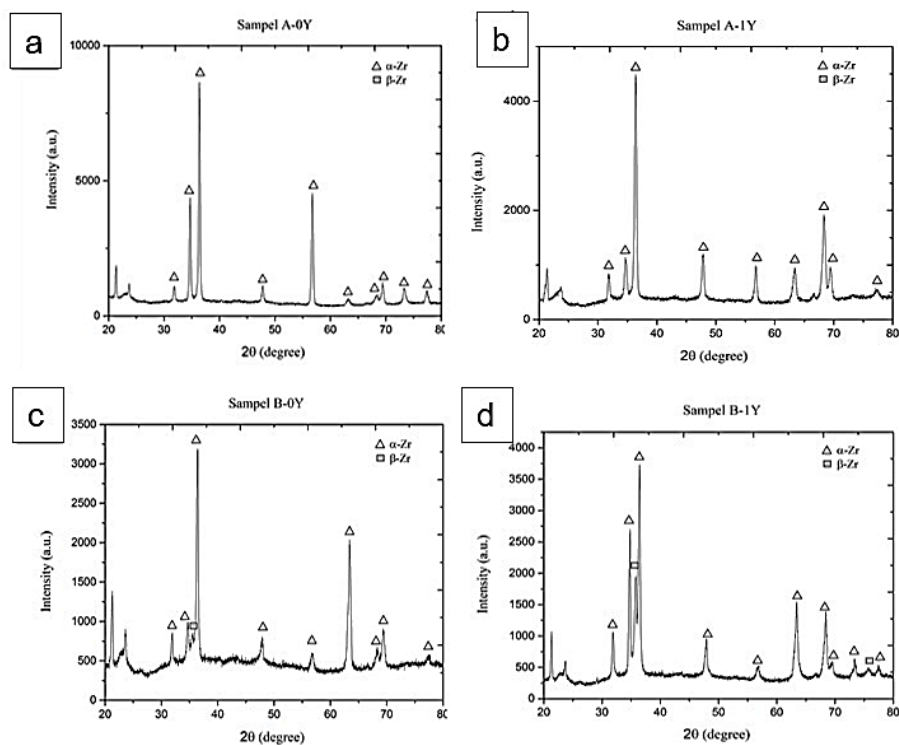 a
Sampel A-0Y
10000
5000
0
20 30 40 50 60 70 80
Intensity (a.u.)
2θ (degree)
△ α-Zr
□ β-Zr
b
Sampel A-1Y
4000
2000
0
20 30 40 50 60 70 80
Intensity (a.u.)
2θ (degree)
△ α-Zr
□ β-Zr
c
Sampel B-0Y
3500
3000
2500
2000
1500
1000
500
0
20 30 40 50 60 70 80
Intensity (a.u.)
2θ (degree)
△ α-Zr
□ β-Zr
d
Sampel B-1Y
4000
3500
3000
2500
2000
1500
1000
500
0
20 30 40 50 60 70 80
Intensity (a.u.)
2θ (degree)
△ α-Zr
□ β-Zr